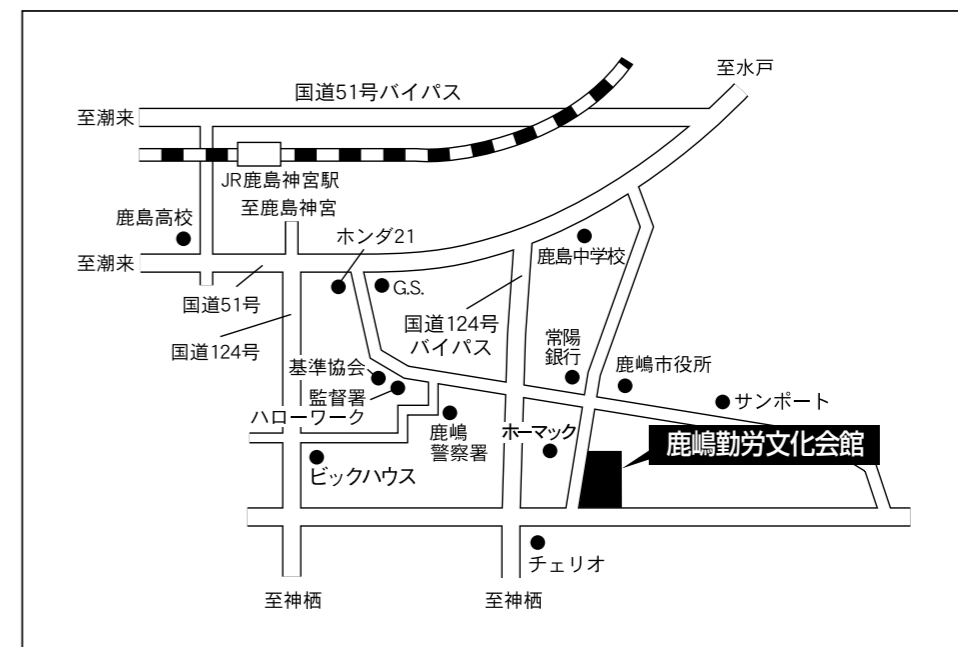 至水戸
国道51号バイパス
至潮来
JR鹿島神宮駅
至鹿島神宮
鹿島高校
ホンダ21
鹿島中学校
至潮来
G.S.
国道51号
国道124号
バイパス
国道124号
常陽
銀行
基準協会
鹿嶋市役所
監督署
サンポート
ハローワーク
鹿嶋
警察署
ホーマック
鹿嶋勤労文化会館
ビックハウス
チェリオ
至神栖
至神栖